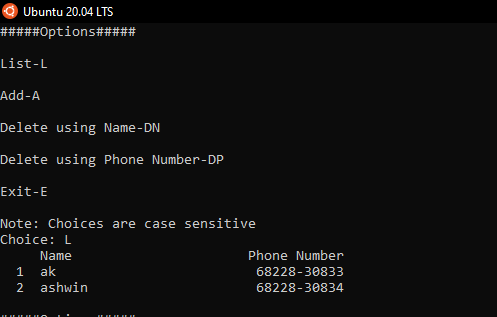 Ubuntu 20.04 LTS
#####Options#####
List-L
Add-A
Delete using Name-DN
Delete using Phone Number-DP
Exit-E
Note: Choices are case sensitive
Choice: L
Name Phone Number
1 ak 68228-30833
2 ashwin 68228-30834